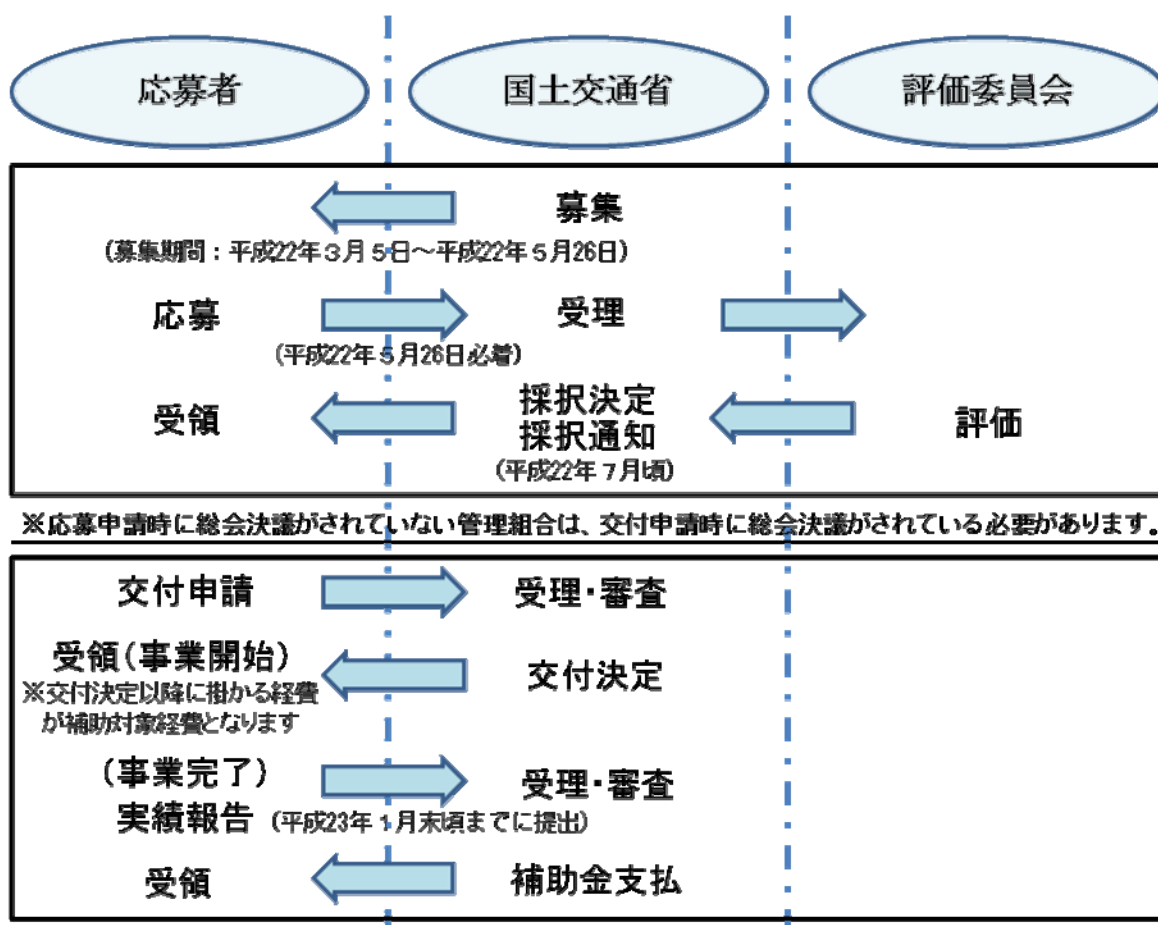 応募者
国土交通省
評価委員会
募集
(募集期間：平成22年３月５日～平成22年５月26日)
応募
受理
(平成22年５月26日必着)
受領
採択決定
採択通知
(平成22年７月頃)
評価
※応募申請時に総会決議がされていない管理組合は、交付申請時に総会決議がされている必要があります。
交付申請
受理・審査
受領(事業開始)
交付決定
※交付決定以降に掛かる経費
が補助対象経費となります
(事業完了)
受理・審査
実績報告 (平成23年１月末頃までに提出)
受領
補助金支払